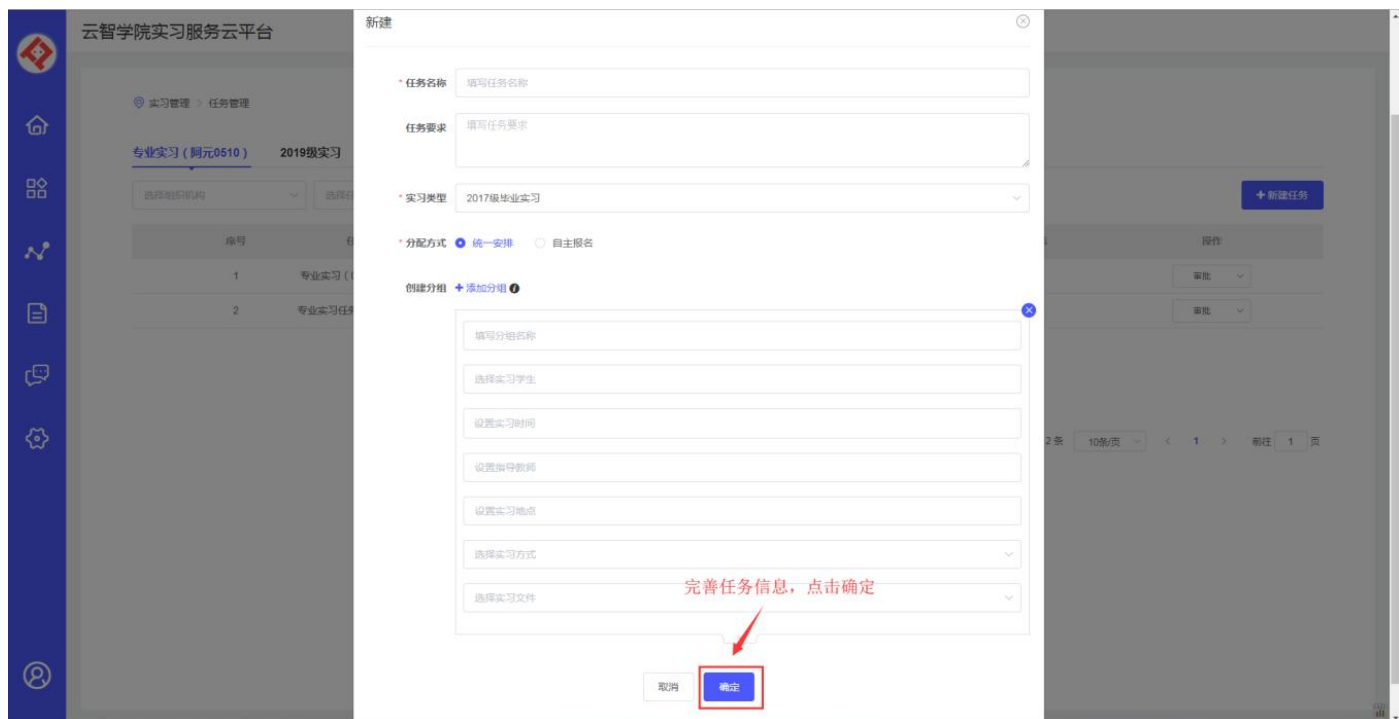 云智学院实习服务云平台
新建
实习管理 > 任务管理
专业实习（阿元0510） 2019级实习
选择组织机构
+ 新建任务
序号
操作
1 专业实习（
审批
2 专业实习任务
审批
2 条 10条/页 < 1 > 前往 1 页
* 任务名称 填写任务名称
任务要求 填写任务要求
* 实习类型 2017级毕业实习
* 分配方式 统一安排 自主报名
创建分组 + 添加分组
填写分组名称
选择实习学生
设置实习时间
设置指导教师
设置实习地点
选择实习方式
选择实习文件
完善任务信息，点击确定
取消 确定